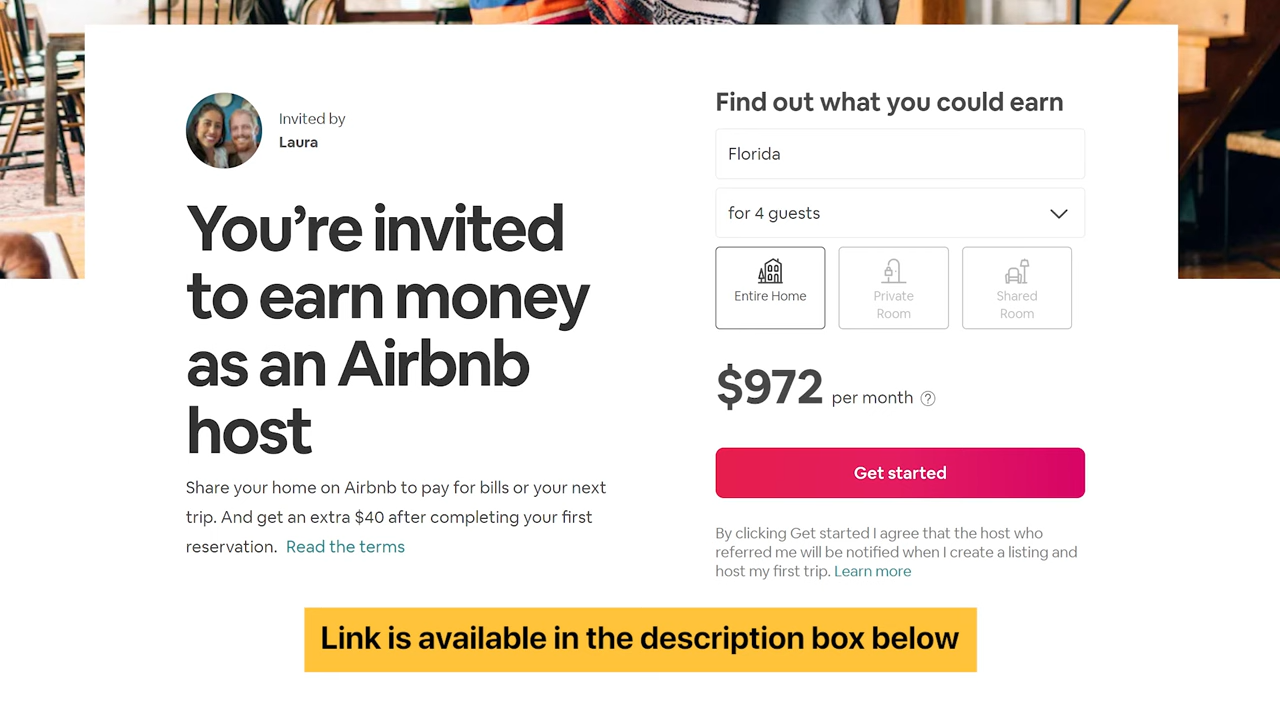 Invited by
Laura
You’re invited
to earn money
as an Airbnb
host
Share your home on Airbnb to pay for bills or your next
trip. And get an extra $40 after completing your first
reservation. Read the terms
Find out what you could earn
Florida
for 4 guests
Entire Home
Private
Room
Shared
Room
$972 per month ?
Get started
By clicking Get started I agree that the host who
referred me will be notified when I create a listing and
host my first trip. Learn more
Link is available in the description box below